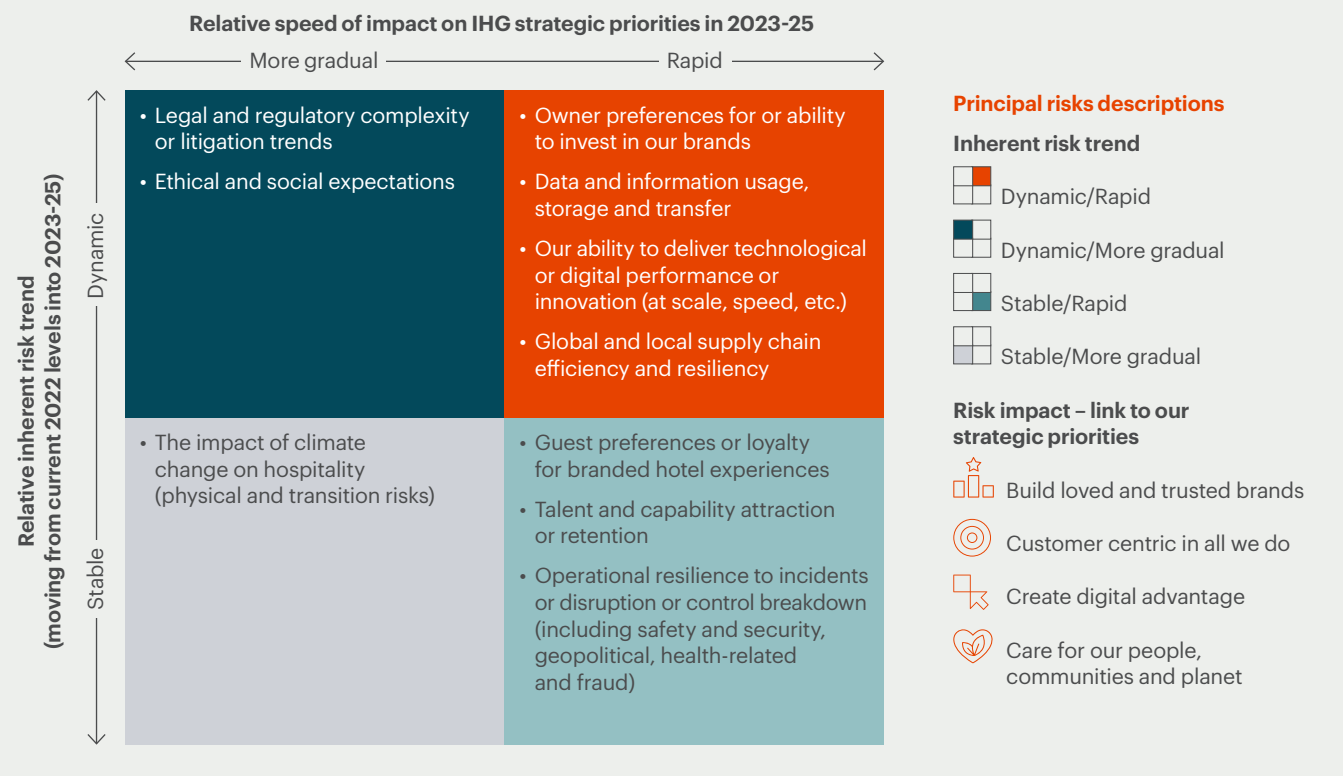 Relative speed of impact on IHG strategic priorities in 2023-25
More gradual
Rapid
Relative inherent risk trend
(moving from current 2022 levels into 2023-25)
Dynamic
Stable
• Legal and regulatory complexity
or litigation trends
• Ethical and social expectations
• Owner preferences for or ability
to invest in our brands
• Data and information usage,
storage and transfer
• Our ability to deliver technological
or digital performance or
innovation (at scale, speed, etc.)
• Global and local supply chain
efficiency and resiliency
• The impact of climate
change on hospitality
(physical and transition risks)
• Guest preferences or loyalty
for branded hotel experiences
• Talent and capability attraction
or retention
• Operational resilience to incidents
or disruption or control breakdown
(including safety and security,
geopolitical, health-related
and fraud)
Principal risks descriptions
Inherent risk trend
Dynamic/Rapid
Dynamic/More gradual
Stable/Rapid
Stable/More gradual
Risk impact – link to our
strategic priorities
Build loved and trusted brands
Customer centric in all we do
Create digital advantage
Care for our people,
communities and planet